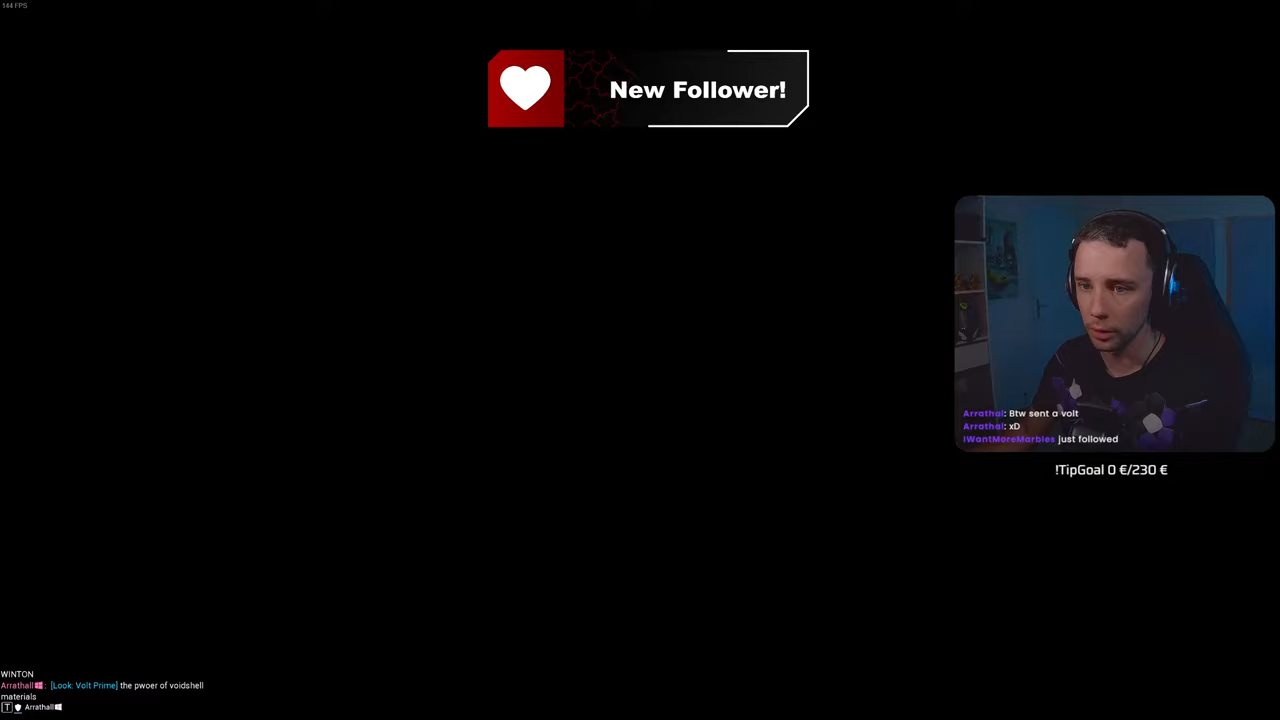 144 FPS
New Follower!
Arrathal: Btw sent a volt
Arrathal: xD
IWantMoreMarbles just followed
!TipGoal 0 €/230 €
WINTON
Arrathall: [Look: Volt Prime] the pwoer of voidshell
materials
[T] Arrathall